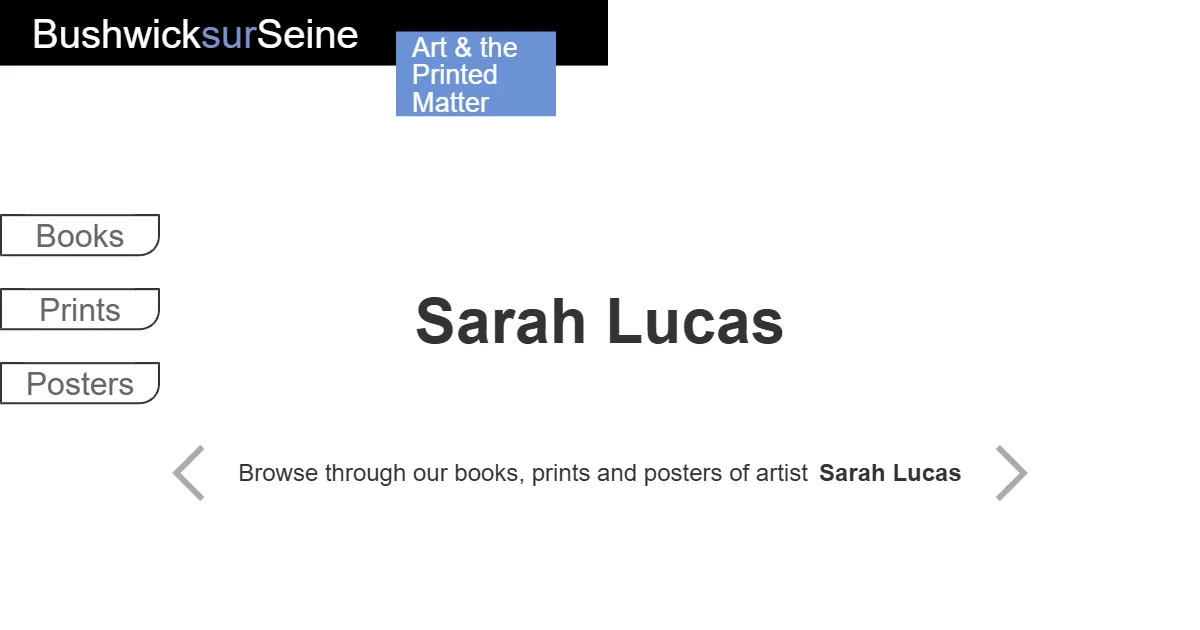 BushwicksurSeine
Art & the
Printed
Matter
Books
Prints
Posters
Sarah Lucas
Browse through our books, prints and posters of artist Sarah Lucas